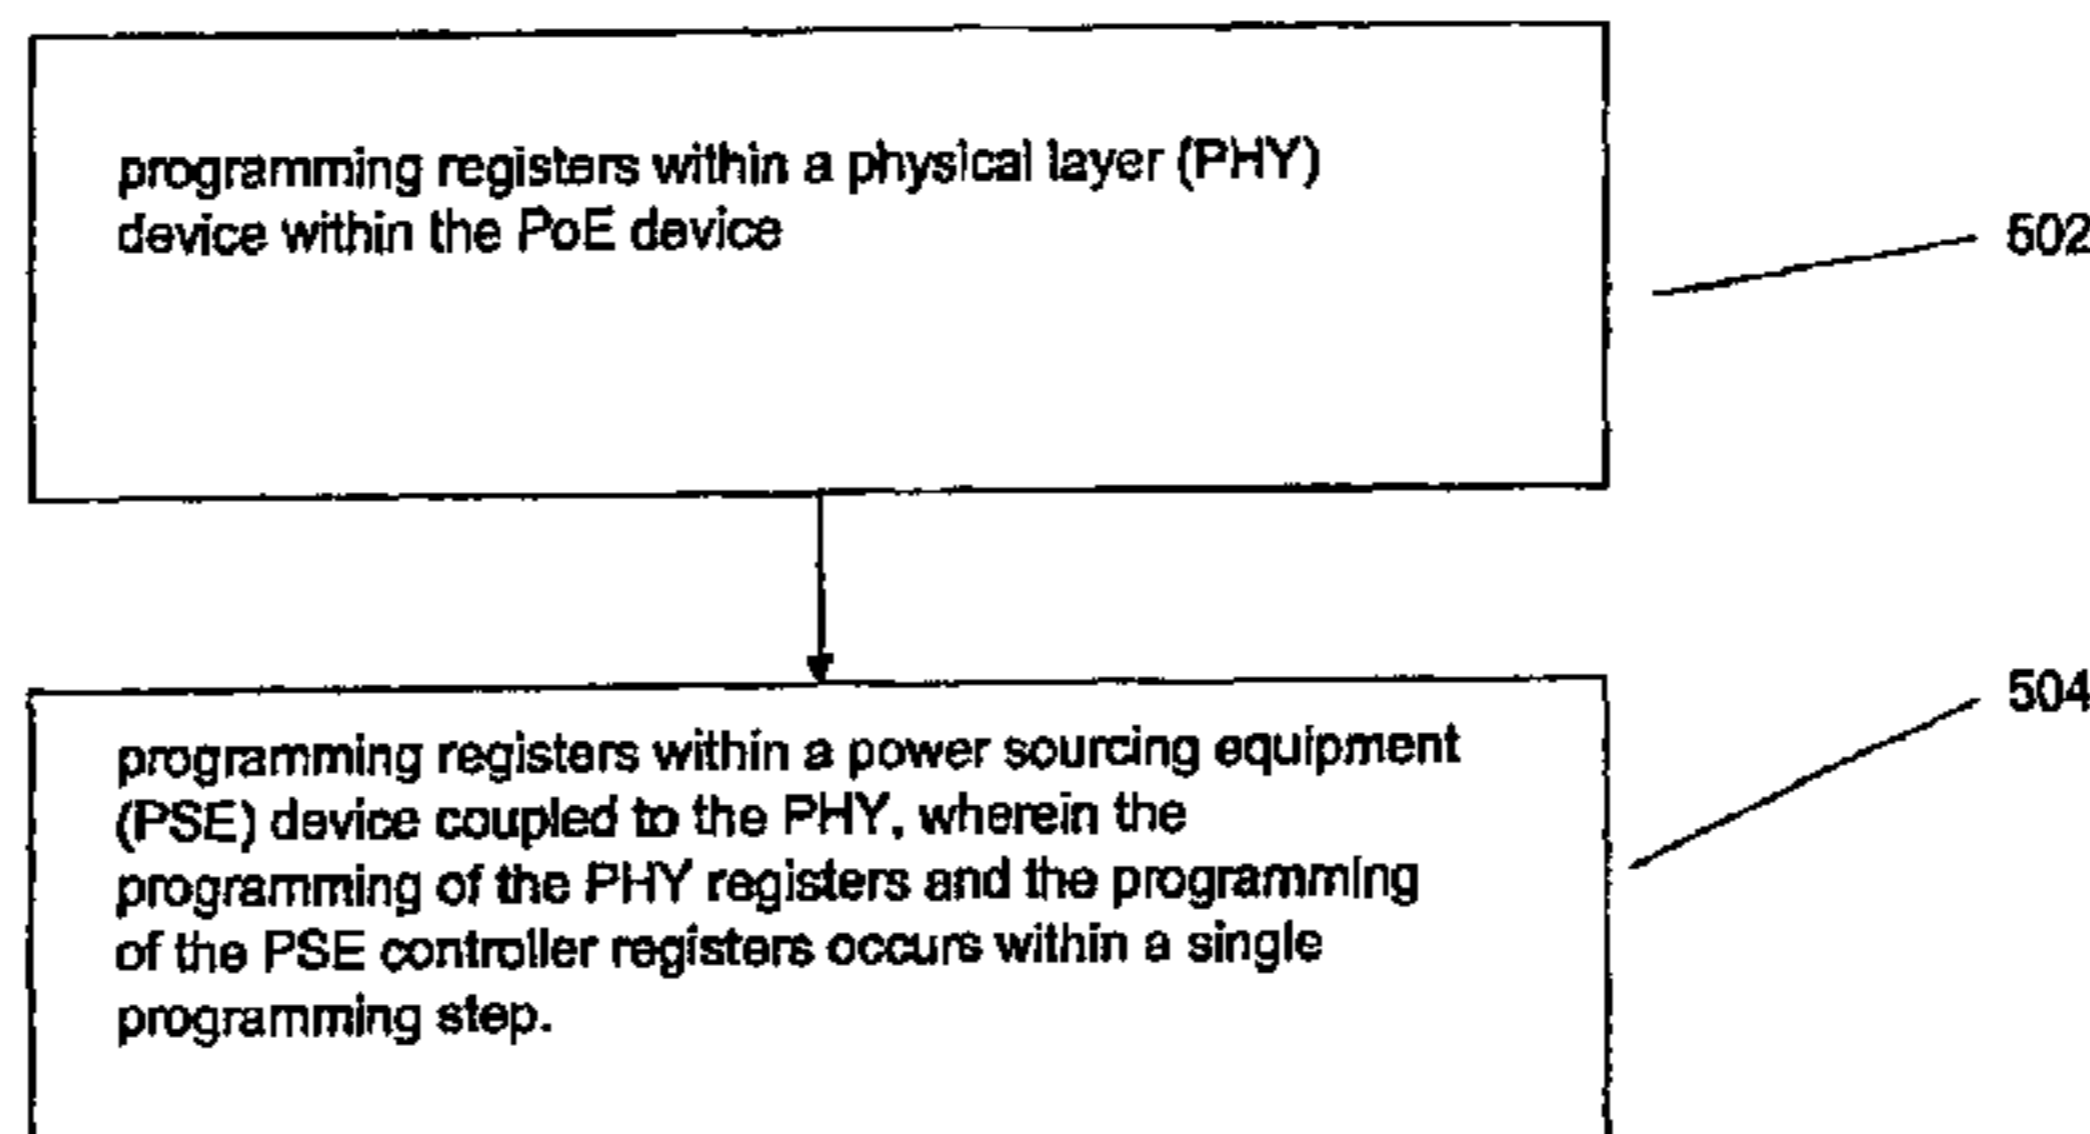 programming registers within a physical layer (PHY)
device within the PoE device
502
504
programming registers within a power sourcing equipment
(PSE) device coupled to the PHY, wherein the
programming of the PHY registers and the programming
of the PSE controller registers occurs within a single
programming step.